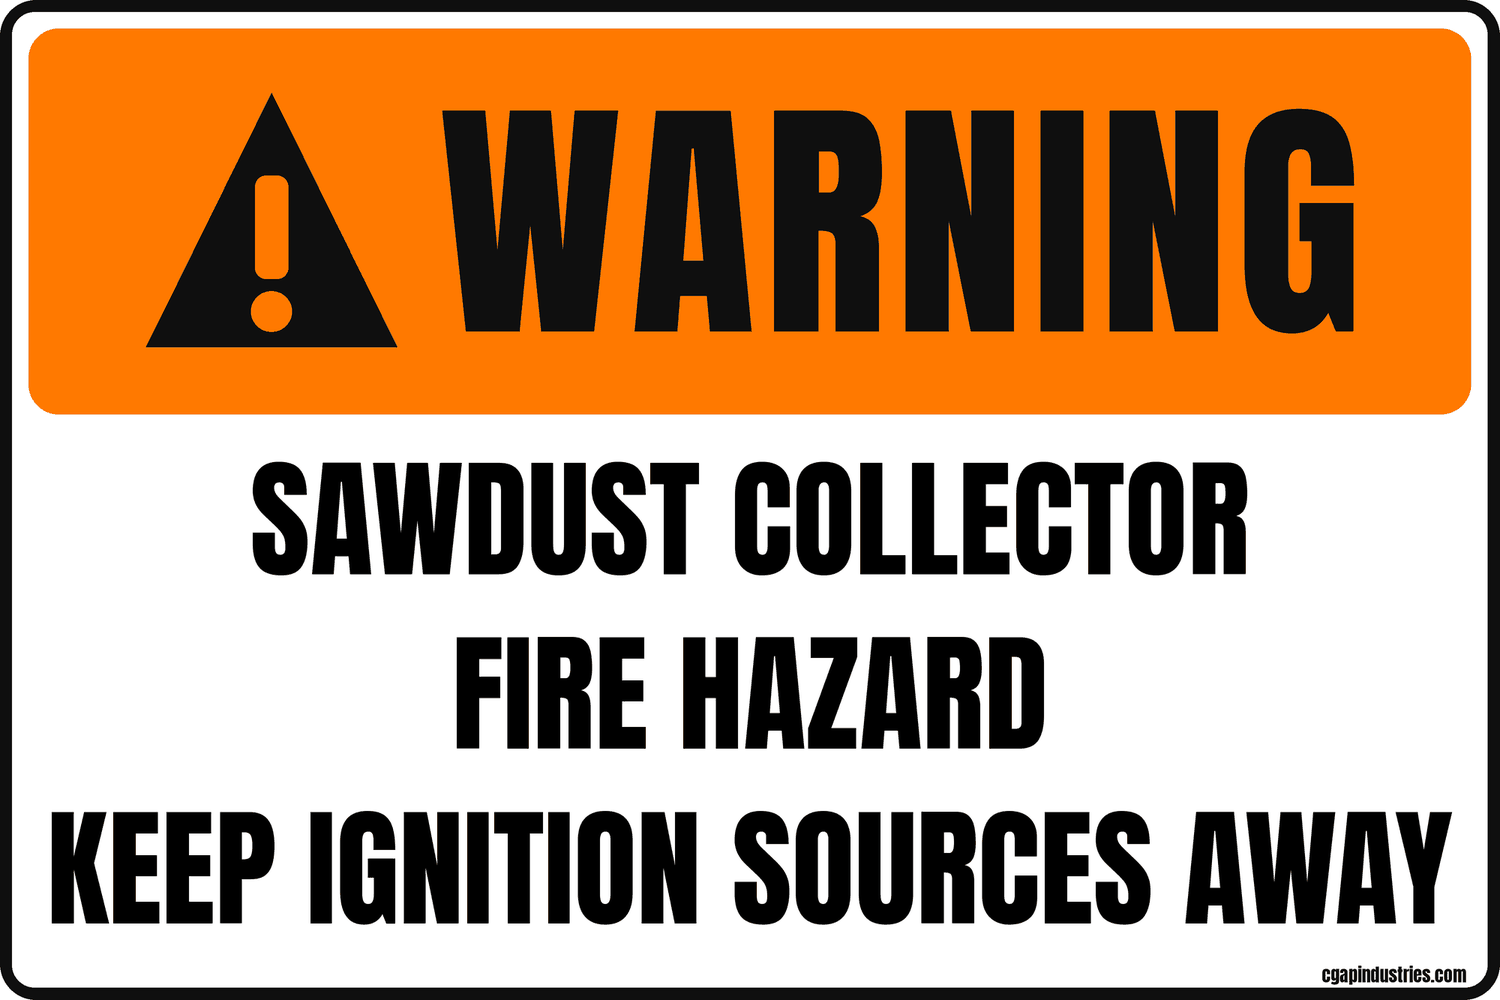 WARNING
SAWDUST COLLECTOR
FIRE HAZARD
KEEP IGNITION SOURCES AWAY
cgapindustries.com